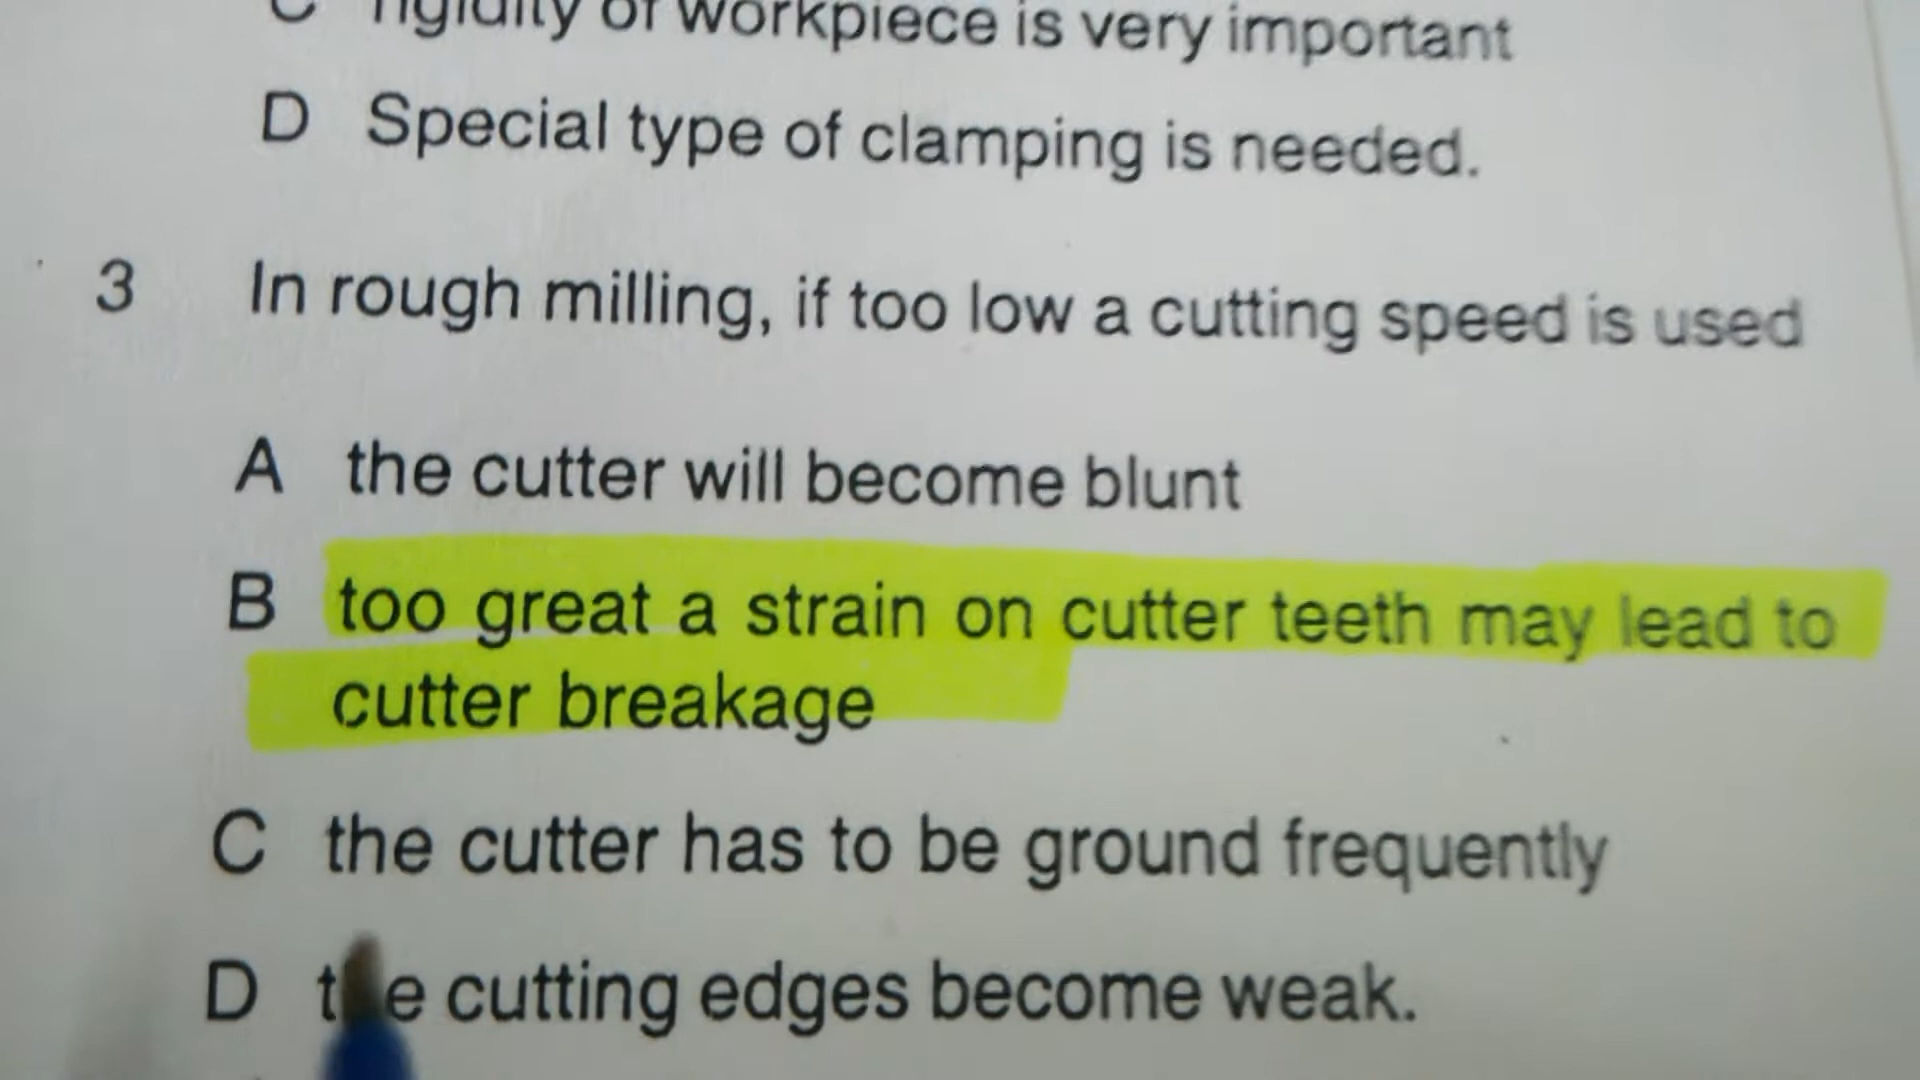 C rigidity of workpiece is very important
D Special type of clamping is needed.
3 In rough milling, if too low a cutting speed is used
A the cutter will become blunt
B too great a strain on cutter teeth may lead to
cutter breakage
C the cutter has to be ground frequently
D the cutting edges become weak.